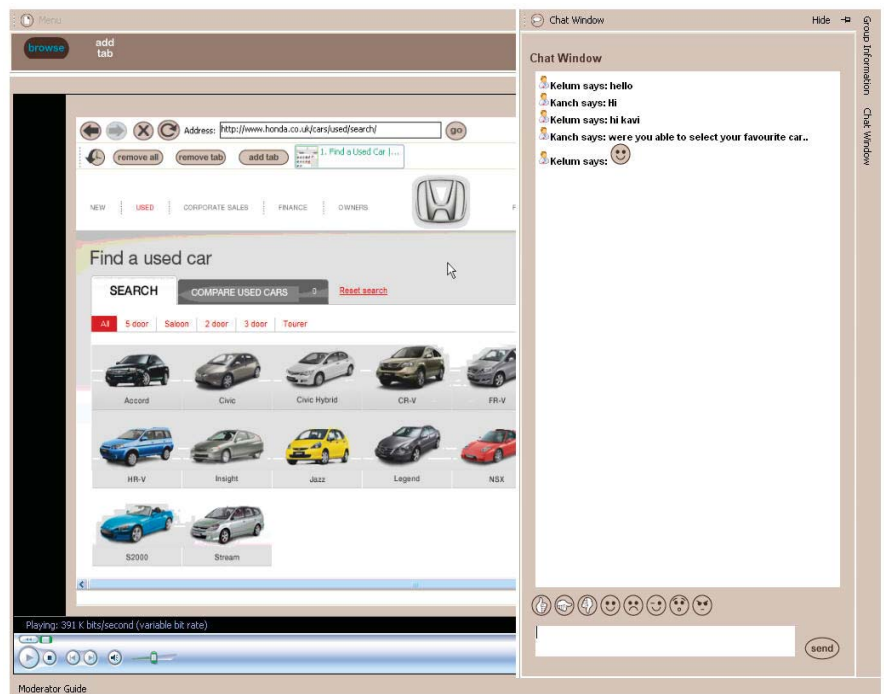 Menu
browse
add
tab
Address: http://www.honda.co.uk/cars/used/search/
go
remove all
remove tab
add tab
1. Find a Used Car |...
NEW
USED
CORPORATE SALES
FINANCE
OWNERS
Find a used car
SEARCH
COMPARE USED CARS
0
Reset search
All
5 door
Saloon
2 door
3 door
Tourer
Accord
Civic
Civic Hybrid
CR-V
FR-V
HR-V
Insight
Jazz
Legend
NSX
S2000
Stream
Playing: 391 K bits/second (variable bit rate)
Moderator Guide
Chat Window
Hide
Chat Window
Kelum says: hello
Kanch says: Hi
Kelum says: hi kavi
Kanch says: were you able to select your favourite car..
Kelum says:
send
Group Information
Chat Window